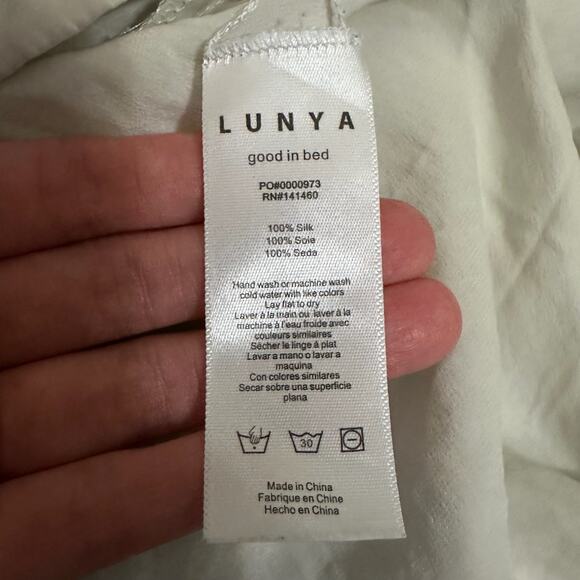 LUNYA
good in bed
PO#0000973
RN#141460
100% Silk
100% Soie
100% Seda
Hand wash or machine wash
cold water with like colors
Lay flat to dry
Laver à la main ou laver à la
machine à l'eau froide avec
couleurs similaires
Sécher le linge à plat
Lavar a mano o lavar a
maquina
Con colores similares
Secar sobre una superficie
plana
30
Made in China
Fabrique en Chine
Hecho en China